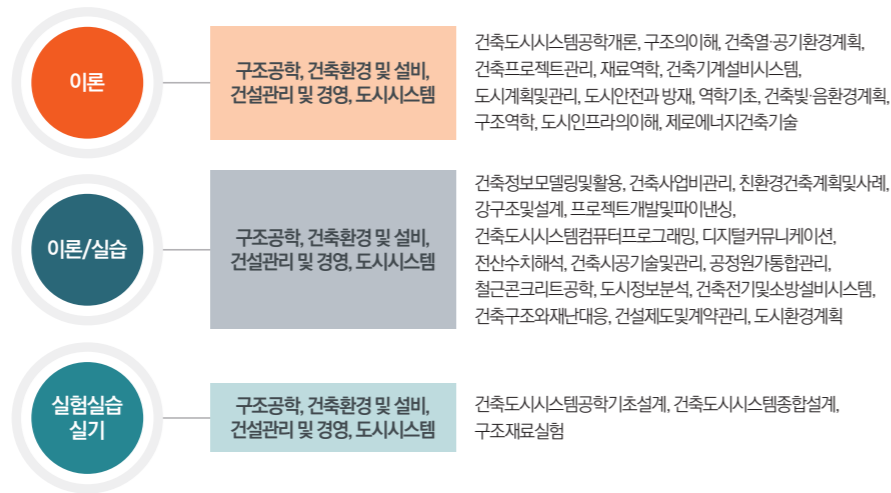 이론
구조공학, 건축환경 및 설비,
건설관리 및 경영, 도시시스템
건축도시시스템공학개론, 구조의이해, 건축열·공기환경계획,
건축프로젝트관리, 재료역학, 건축기계설비시스템,
도시계획및관리, 도시안전과 방재, 역학기초, 건축빛·음환경계획,
구조역학, 도시인프라의이해, 제로에너지건축기술
이론/실습
구조공학, 건축환경 및 설비,
건설관리 및 경영, 도시시스템
건축정보모델링및활용, 건축사업비관리, 친환경건축계획및사례,
강구조및설계, 프로젝트개발및파이낸싱,
건축도시시스템컴퓨터프로그래밍, 디지털커뮤니케이션,
전산수치해석, 건축시공기술및관리, 공정원가통합관리,
철근콘크리트공학, 도시정보분석, 건축전기및소방설비시스템,
건축구조와재난대응, 건설제도및계약관리, 도시환경계획
실험실습
실기
구조공학, 건축환경 및 설비,
건설관리 및 경영, 도시시스템
건축도시시스템공학기초설계, 건축도시시스템종합설계,
구조재료실험